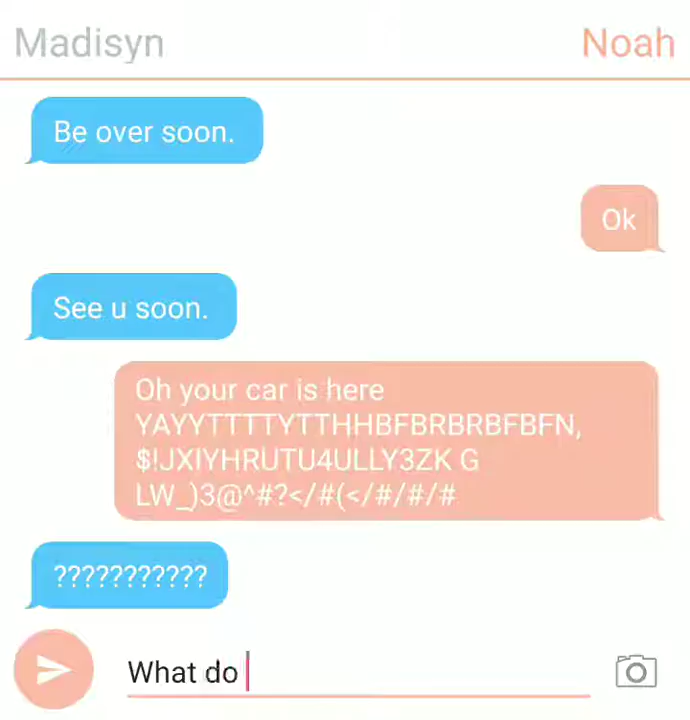 Madisyn
Noah
Be over soon.
Ok
See u soon.
Oh your car is here
YAYYTTTTYTTHHBFBRBRBFBFN,
$!JXIYHRUTU4ULLY3ZK G
LW_)3@^#?</#(</#/#/#
???????????
What do